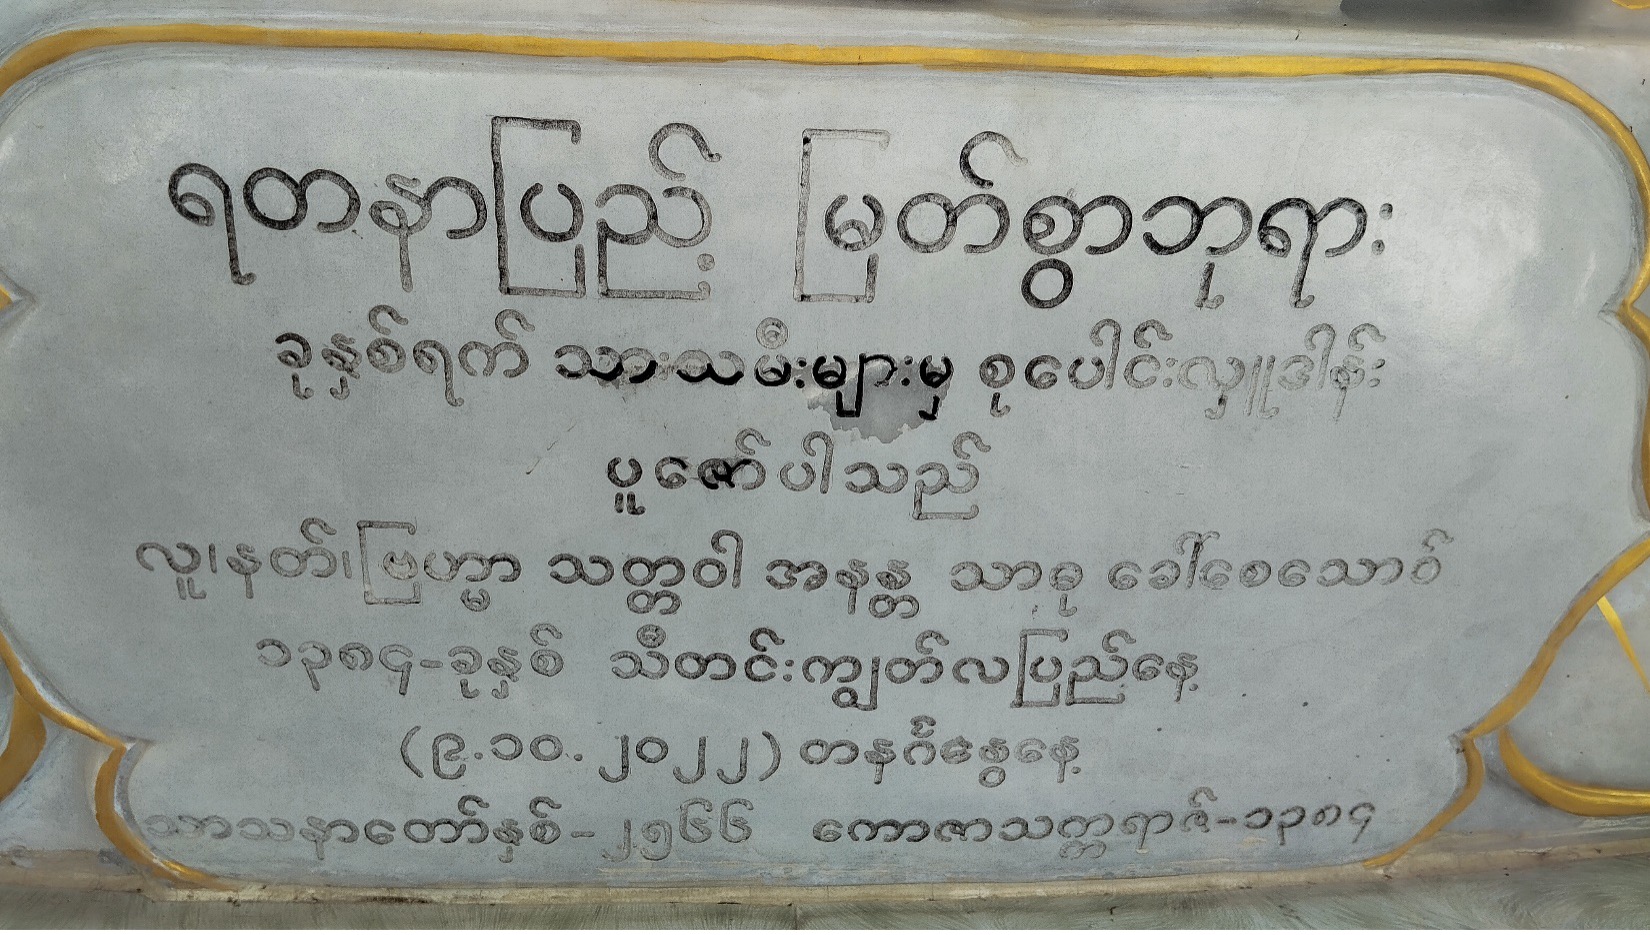 ရတနာပြည့် မြတ်စွာဘုရား
ခုနှစ်ရက် သားသမီးများမှ စုပေါင်းလှူဒါန်း
ပူဇော်ပါသည်
လူ၊နတ်၊ဗြဟ္မာ သတ္တဝါ အနန္တ သာဓု ခေါ်စေသောဝ်
၁၃၈၄-ခုနှစ် သီတင်းကျွတ်လပြည့်နေ့
(၉.၁၀.၂၀၂၂) တနင်္ဂနွေနေ့
သာသနာတော်နှစ်-၂၅၆၆ ကောဇာသက္ကရာဇ်-၁၃၈၄